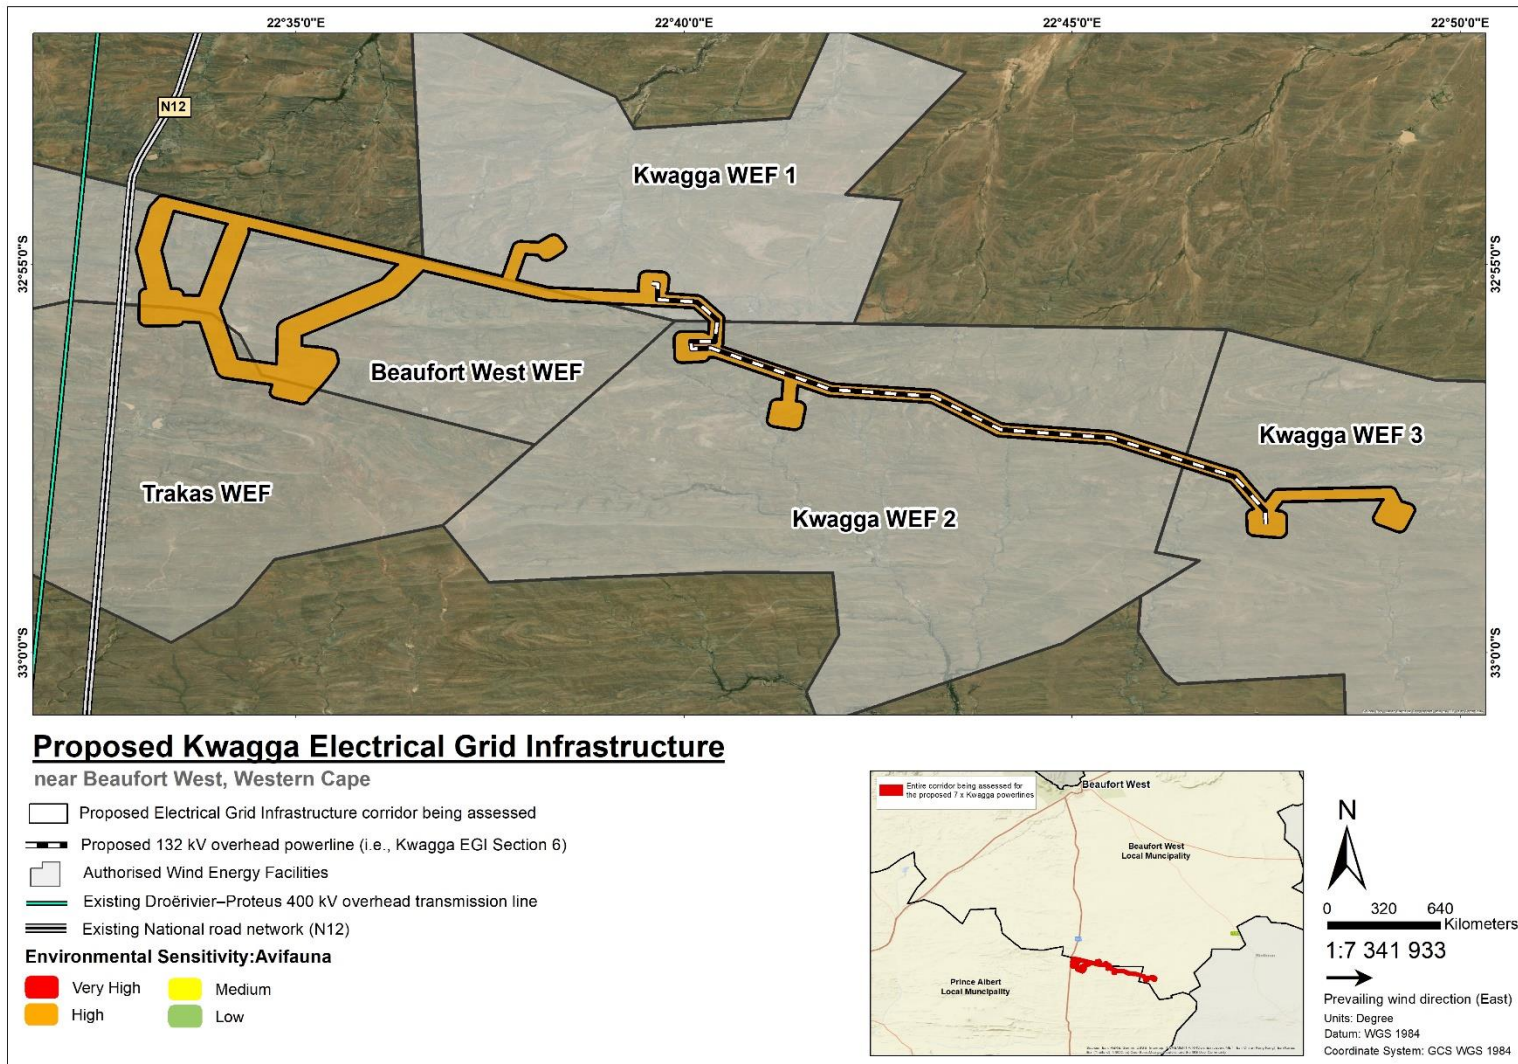 22°35'0"E
22°40'0"E
22°45'0"E
22°50'0"E
N12
Kwagga WEF 1
32°55'0"S
32°55'0"S
Beaufort West WEF
Kwagga WEF 3
Trakas WEF
Kwagga WEF 2
33°0'0"S
33°0'0"S
Proposed Kwagga Electrical Grid Infrastructure
near Beaufort West, Western Cape
Proposed Electrical Grid Infrastructure corridor being assessed
Proposed 132 kV overhead powerline (i.e., Kwagga EGI Section 6)
Authorised Wind Energy Facilities
Existing Droërivier–Proteus 400 kV overhead transmission line
Existing National road network (N12)
Environmental Sensitivity:Avifauna
Very High
Medium
High
Low
Entire corridor being assessed for
the proposed 7 x Kwagga powerlines
Beaufort West
Beaufort West
Local Muncipality
Prince Albert
Local Municipality
N
0 320 640
Kilometers
1:7 341 933
Prevailing wind direction (East)
Units: Degree
Datum: WGS 1984
Coordinate System: GCS WGS 1984